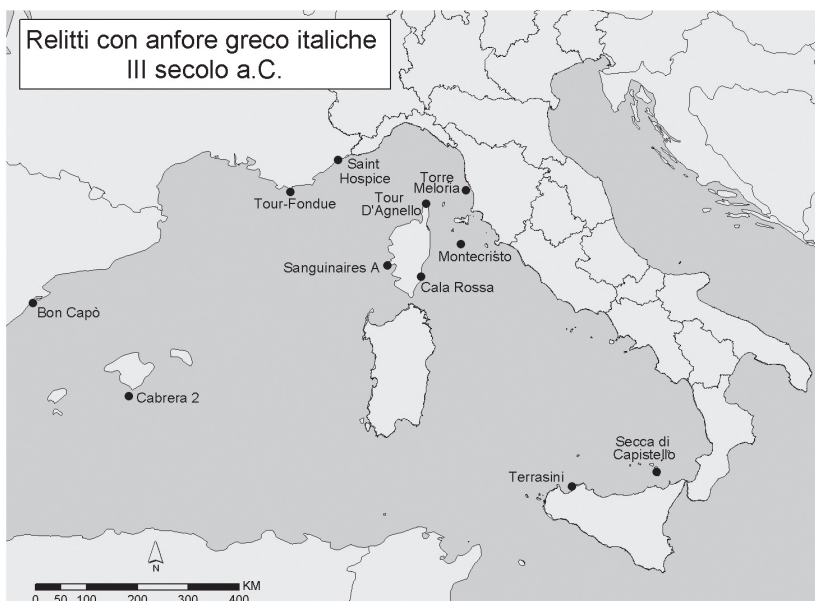 Relitti con anfore greco italiche
III secolo a.C.
Saint
Hospice
Tour-Fondue
Torre
Meloria
Tour
D'Agnello
Montecristo
Sanguinaires A
Cala Rossa
Bon Capò
Cabrera 2
Secca di
Capistello
Terrasini
N
KM
0 50 100 200 300 400